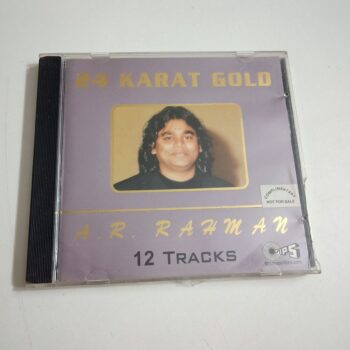 24 KARAT GOLD
COMPLIMENTARY
NOT FOR SALE
A. R. RAHMAN
12 TRACKS
TIPS